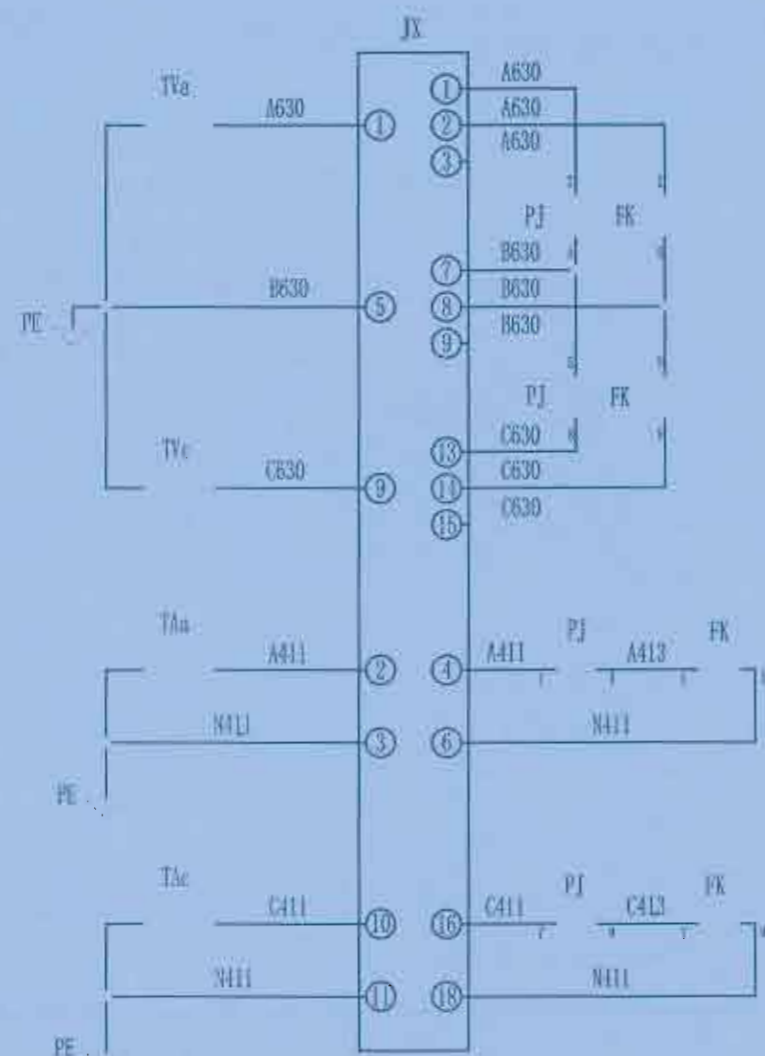 JX
TVa A630 ① ① A630
② A630
③ A630
PJ FK
⑦ B630
PE B630 ⑤ ⑧ B630
⑨ B630
PJ FK
TVc ⑬ C630
C630 ⑨ ⑭ C630
⑮ C630
TAa PJ FK
A411 ② ④ A411 A413
N411 ③ ⑥ N411
PE
TAc PJ FK
C411 ⑩ ⑯ C411 C413
N411 ⑪ ⑱ N411
PE